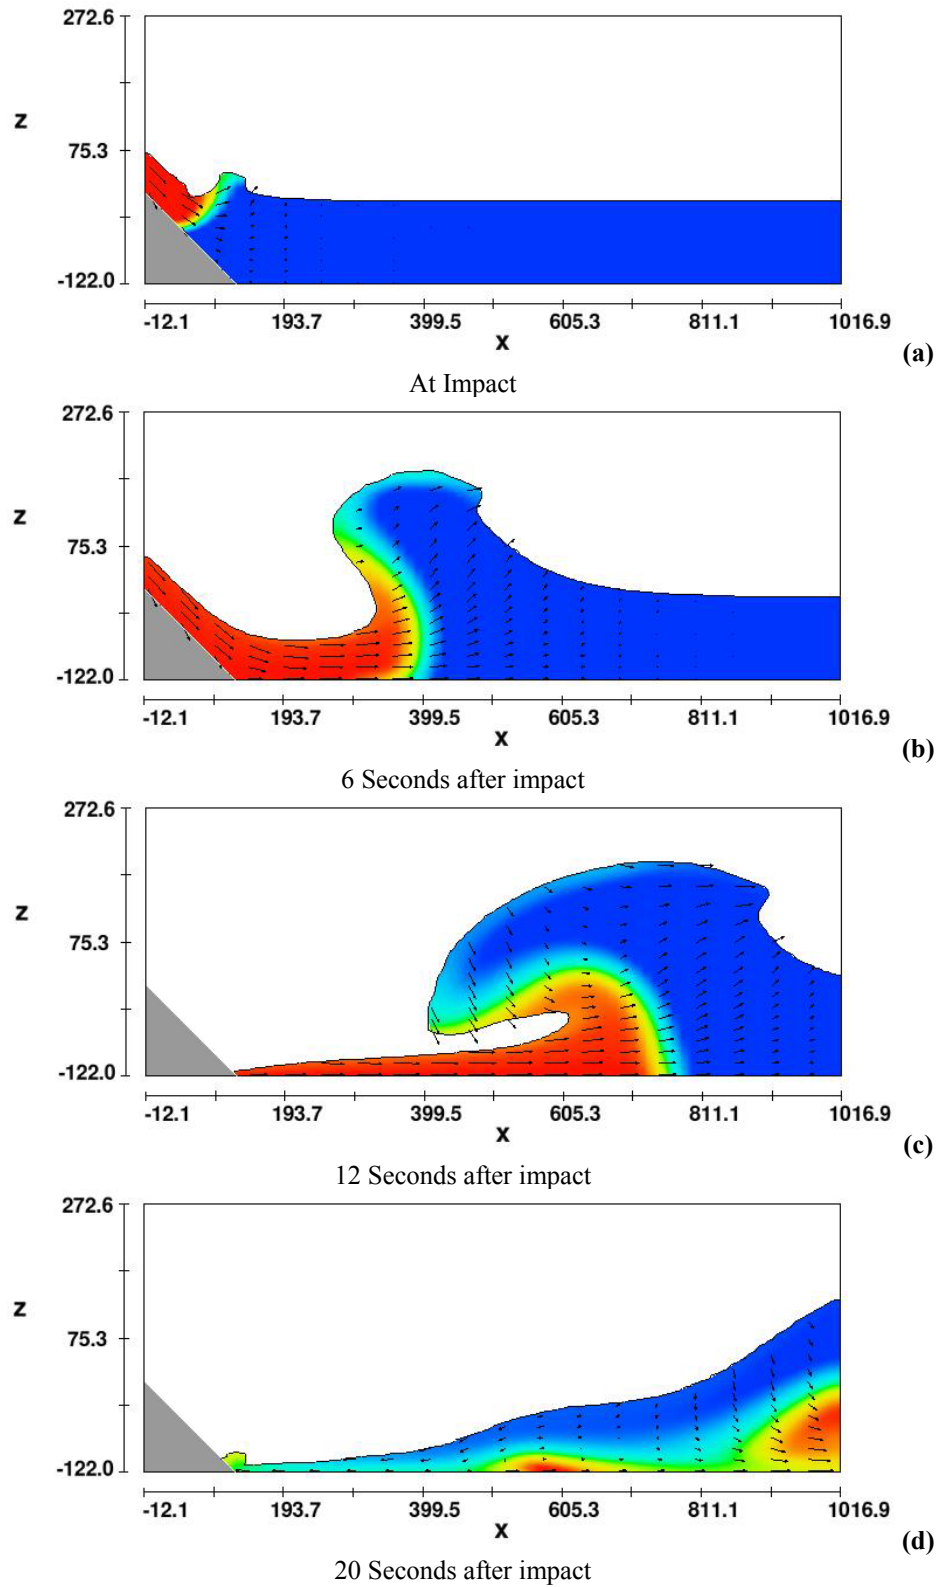 272.6
z
75.3
-122.0
-12.1 193.7 399.5 605.3 811.1 1016.9
x
(a)
At Impact
272.6
z
75.3
-122.0
-12.1 193.7 399.5 605.3 811.1 1016.9
x
(b)
6 Seconds after impact
272.6
z
75.3
-122.0
-12.1 193.7 399.5 605.3 811.1 1016.9
x
(c)
12 Seconds after impact
272.6
z
75.3
-122.0
-12.1 193.7 399.5 605.3 811.1 1016.9
x
(d)
20 Seconds after impact